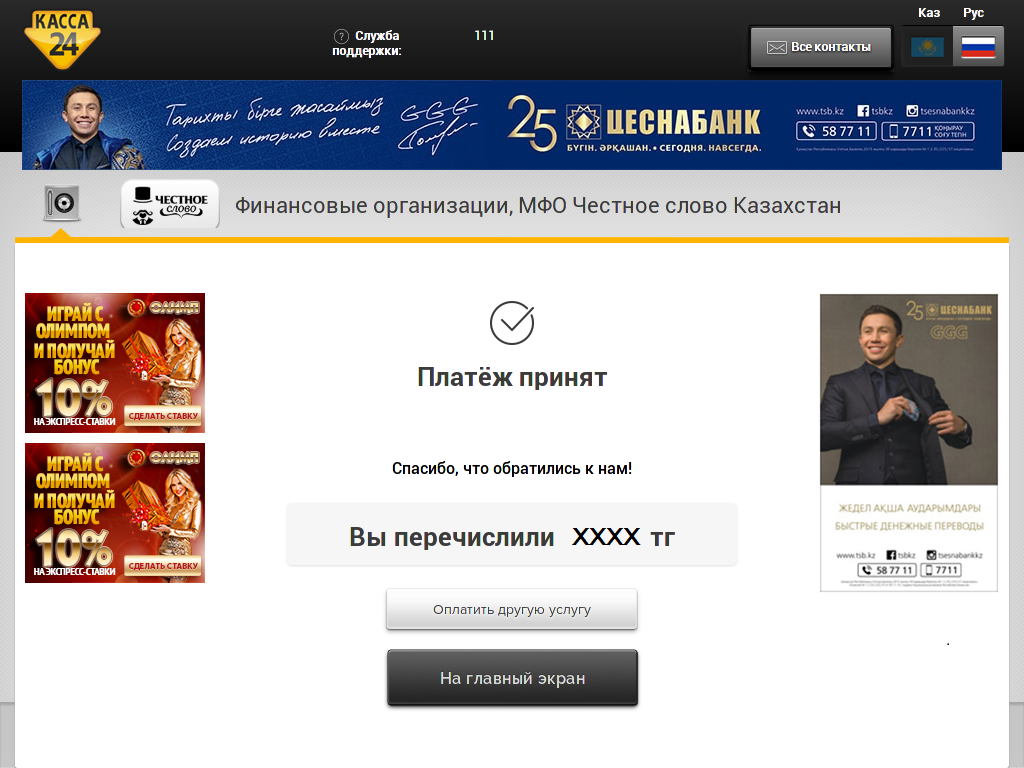 КАССА
24
? Служба
поддержки:
111
Все контакты
Каз
Рус
Тарихты бірге жасаймыз
Создаем историю вместе
GGG
25 ЦЕСНАБАНК
БҮГІН. ӘРҚАШАН. • СЕГОДНЯ. НАВСЕГДА.
www.tsb.kz tsbkz tsesnabankkz
58 77 11 7711 ҚОҢЫРАУ СОҒУ ТЕГІН
ЧЕСТНОЕ
СЛОВО
Финансовые организации, МФО Честное слово Казахстан
ОЛИМП
ИГРАЙ С
ОЛИМПОМ
И ПОЛУЧАЙ
БОНУС
10%
НА ЭКСПРЕСС-СТАВКИ
СДЕЛАТЬ СТАВКУ
ОЛИМП
ИГРАЙ С
ОЛИМПОМ
И ПОЛУЧАЙ
БОНУС
10%
НА ЭКСПРЕСС-СТАВКИ
СДЕЛАТЬ СТАВКУ
Платёж принят
Спасибо, что обратились к нам!
Вы перечислили XXXX тг
Оплатить другую услугу
На главный экран
25 ЦЕСНАБАНК
GGG
ЖЕДЕЛ АҚША АУДАРЫМДАРЫ
БЫСТРЫЕ ДЕНЕЖНЫЕ ПЕРЕВОДЫ
www.tsb.kz tsbkz tsesnabankkz
58 77 11 7711